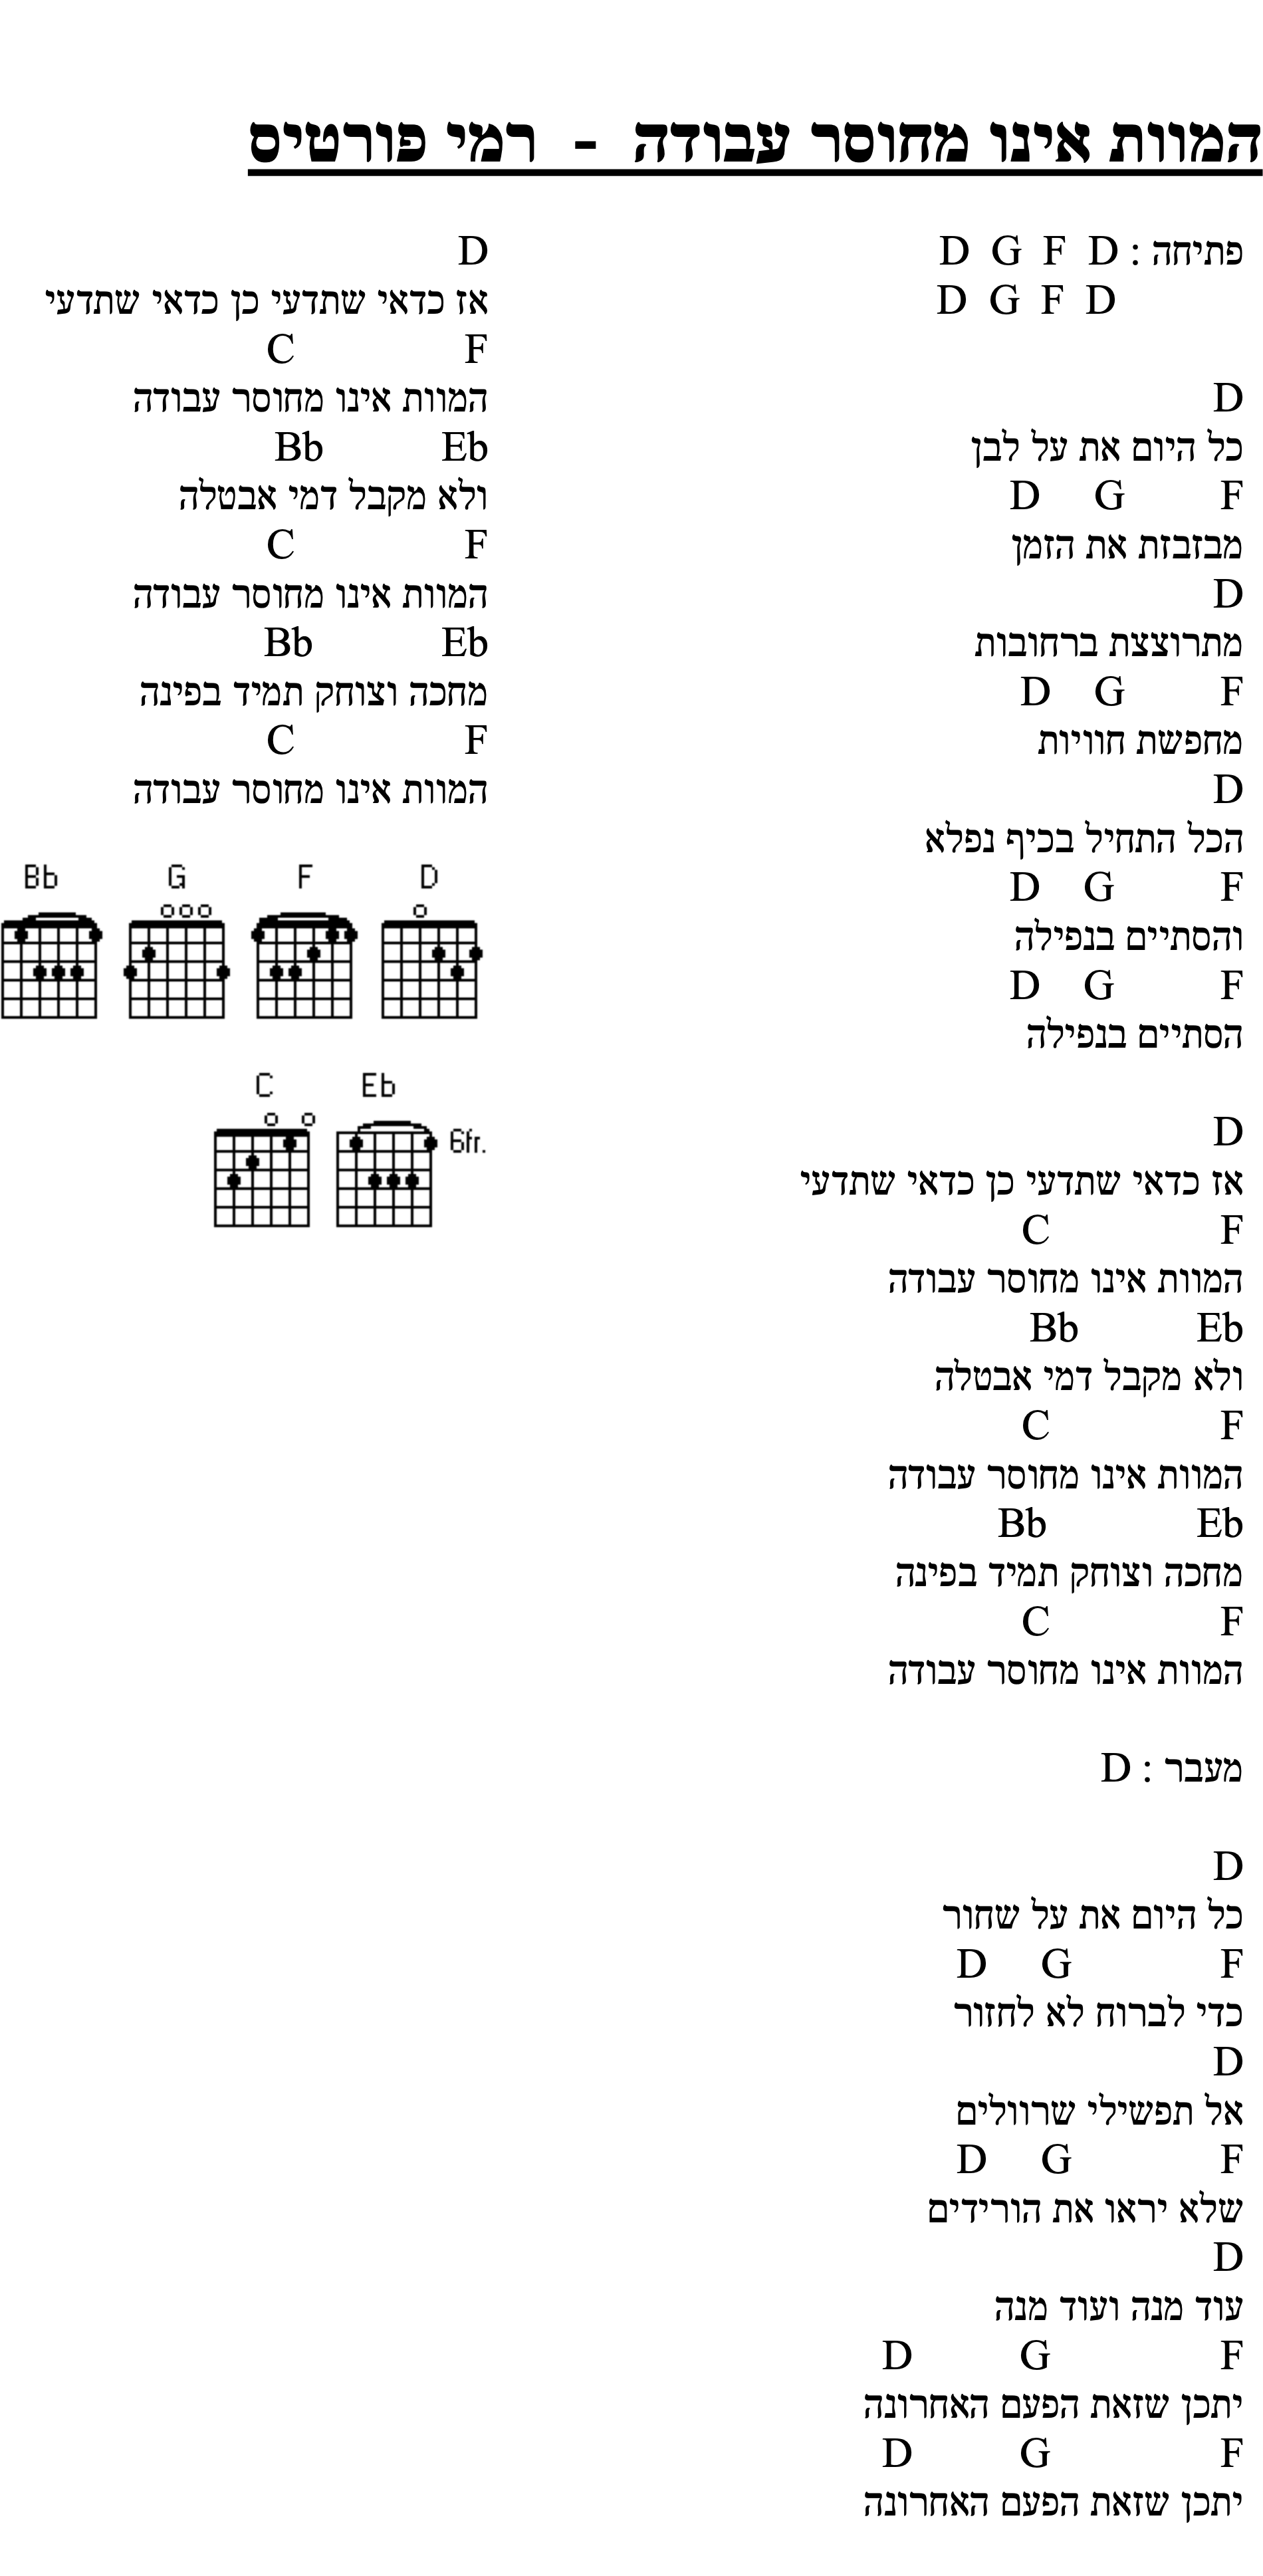 המוות אינו מחוסר עבודה - רמי פורטיס
פתיחה : D F G D
D F G D
D
כל היום את על לבן
F G D
מבזבזת את הזמן
D
מתרוצצת ברחובות
F G D
מחפשת חוויות
D
הכל התחיל בכיף נפלא
F G D
והסתיים בנפילה
F G D
הסתיים בנפילה
D
אז כדאי שתדעי כן כדאי שתדעי
F C
המוות אינו מחוסר עבודה
Eb Bb
ולא מקבל דמי אבטלה
F C
המוות אינו מחוסר עבודה
Eb Bb
מחכה וצוחק תמיד בפינה
F C
המוות אינו מחוסר עבודה
מעבר : D
D
כל היום את על שחור
F G D
כדי לברוח לא לחזור
D
אל תפשילי שרוולים
F G D
שלא יראו את הורידים
D
עוד מנה ועוד מנה
F G D
יתכן שזאת הפעם האחרונה
F G D
יתכן שזאת הפעם האחרונה
D
אז כדאי שתדעי כן כדאי שתדעי
F C
המוות אינו מחוסר עבודה
Eb Bb
ולא מקבל דמי אבטלה
F C
המוות אינו מחוסר עבודה
Eb Bb
מחכה וצוחק תמיד בפינה
F C
המוות אינו מחוסר עבודה
D F G Bb
Eb C
6fr.